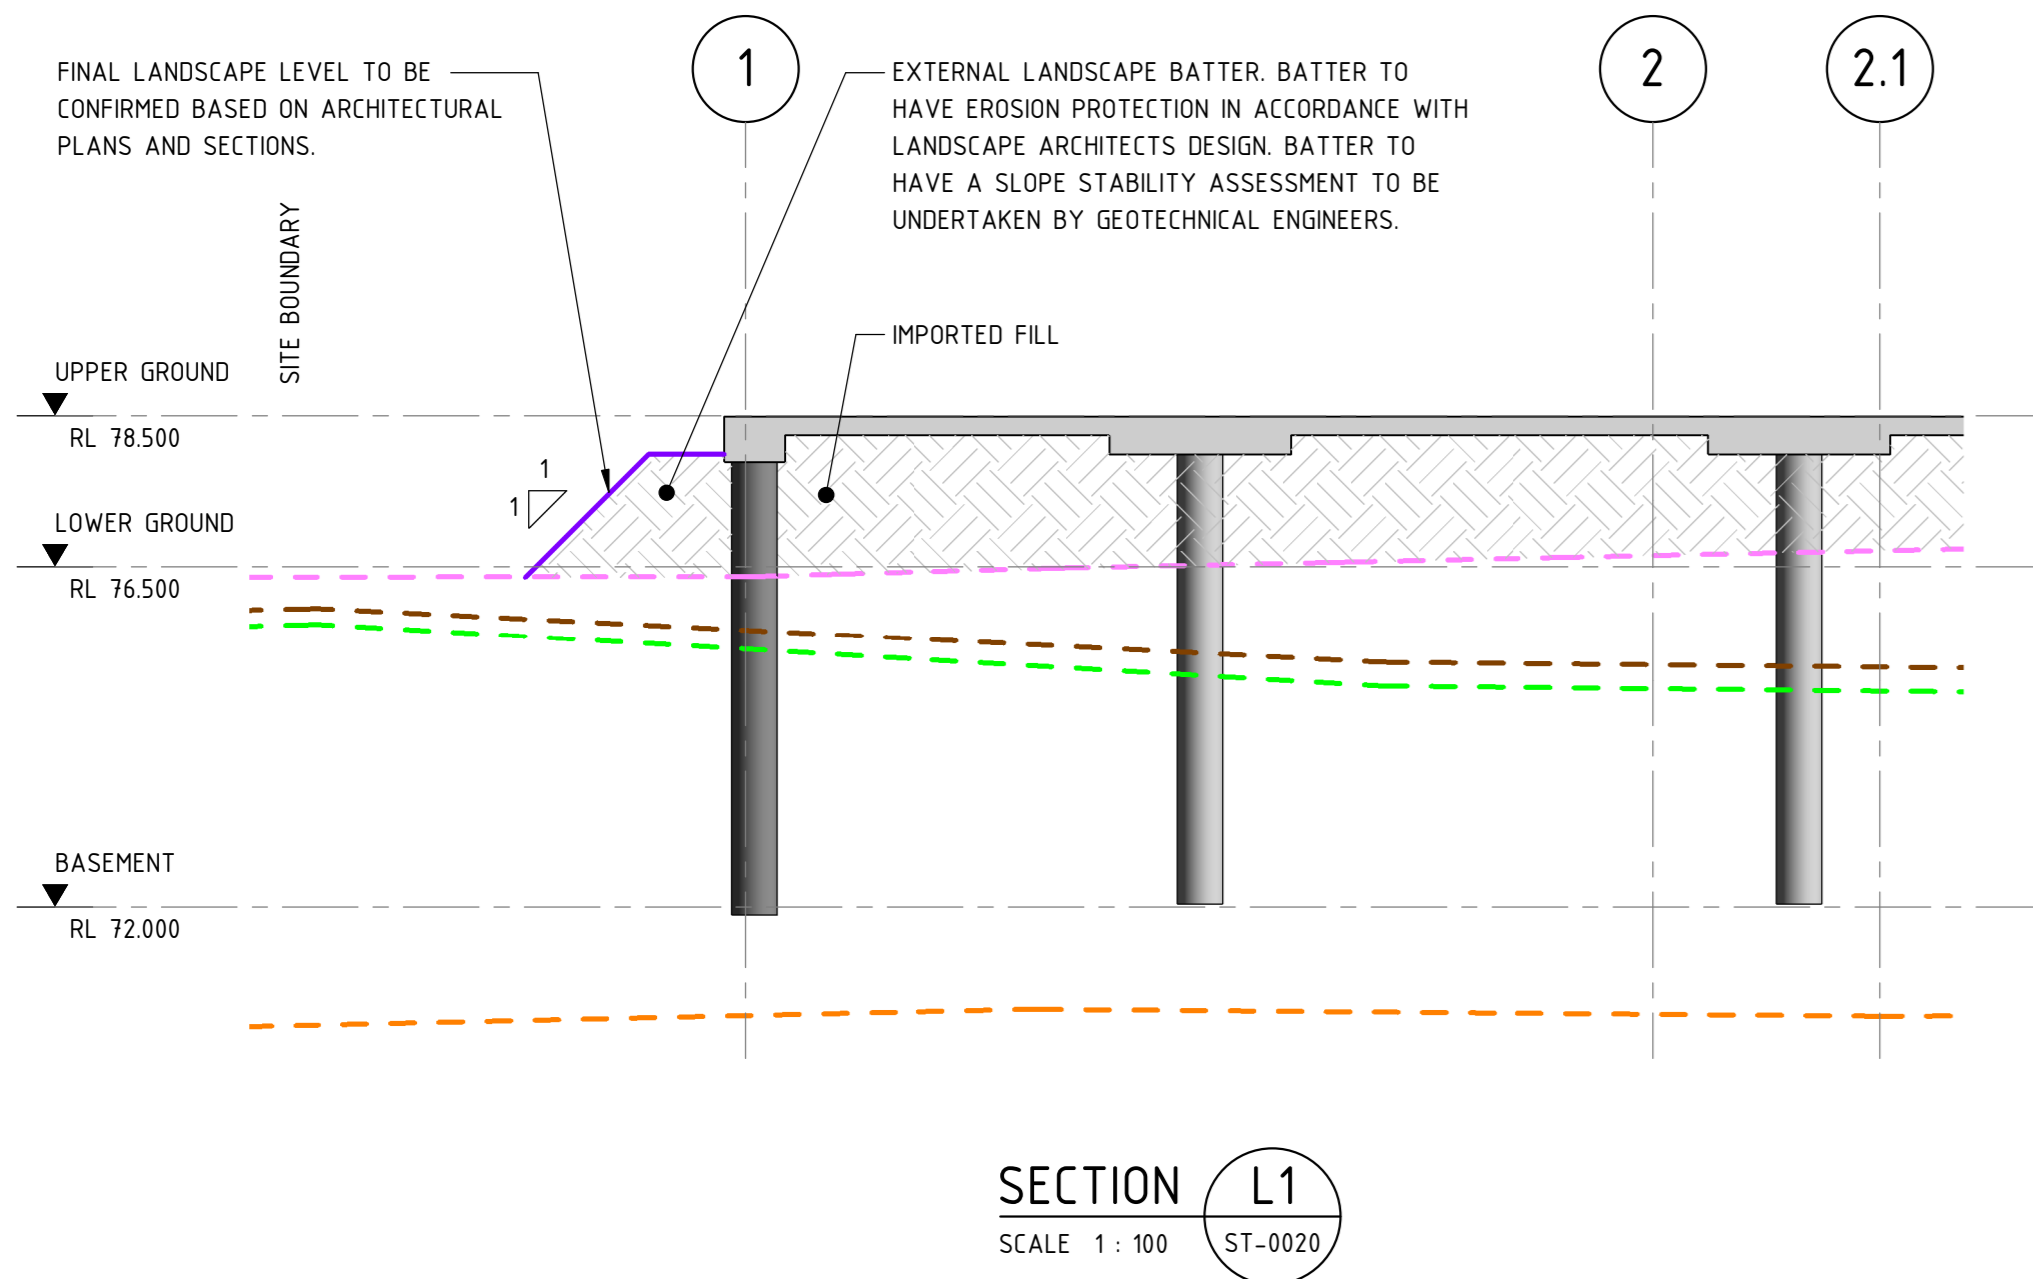 FINAL LANDSCAPE LEVEL TO BE
CONFIRMED BASED ON ARCHITECTURAL
PLANS AND SECTIONS.
1
EXTERNAL LANDSCAPE BATTER. BATTER TO
HAVE EROSION PROTECTION IN ACCORDANCE WITH
LANDSCAPE ARCHITECTS DESIGN. BATTER TO
HAVE A SLOPE STABILITY ASSESSMENT TO BE
UNDERTAKEN BY GEOTECHNICAL ENGINEERS.
2
2.1
SITE BOUNDARY
IMPORTED FILL
UPPER GROUND
RL 78.500
1
1
LOWER GROUND
RL 76.500
BASEMENT
RL 72.000
SECTION
L1
SCALE 1 : 100
ST-0020